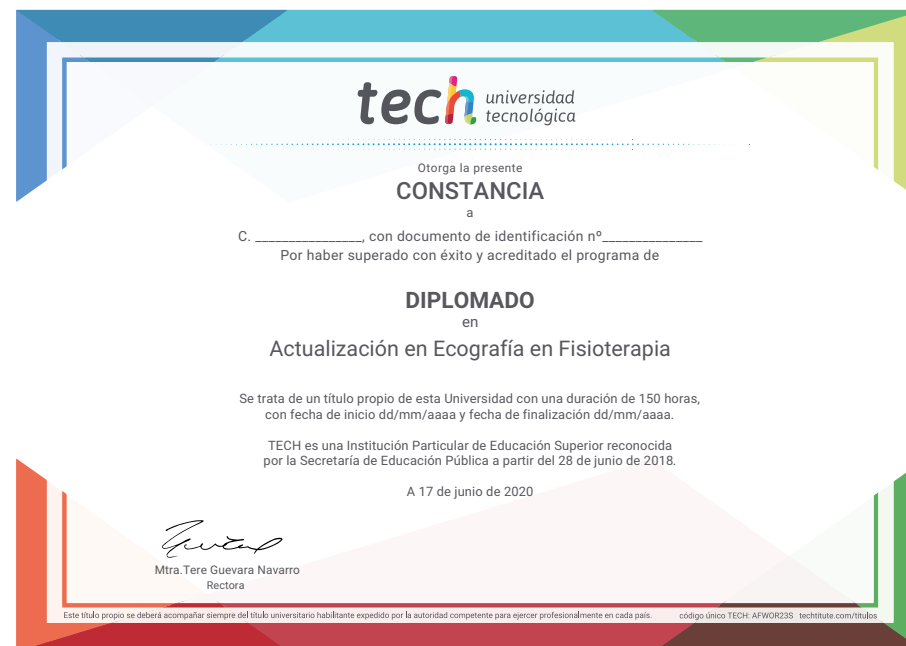 tech universidad
tecnológica
Otorga la presente
CONSTANCIA
a
C. ________________, con documento de identificación nº_______________
Por haber superado con éxito y acreditado el programa de
DIPLOMADO
en
Actualización en Ecografía en Fisioterapia
Se trata de un título propio de esta Universidad con una duración de 150 horas,
con fecha de inicio dd/mm/aaaa y fecha de finalización dd/mm/aaaa.
TECH es una Institución Particular de Educación Superior reconocida
por la Secretaría de Educación Pública a partir del 28 de junio de 2018.
A 17 de junio de 2020
Mtra.Tere Guevara Navarro
Rectora
Este título propio se deberá acompañar siempre del título universitario habilitante expedido por la autoridad competente para ejercer profesionalmente en cada país. código único TECH: AFWOR23S techtitute.com/titulos